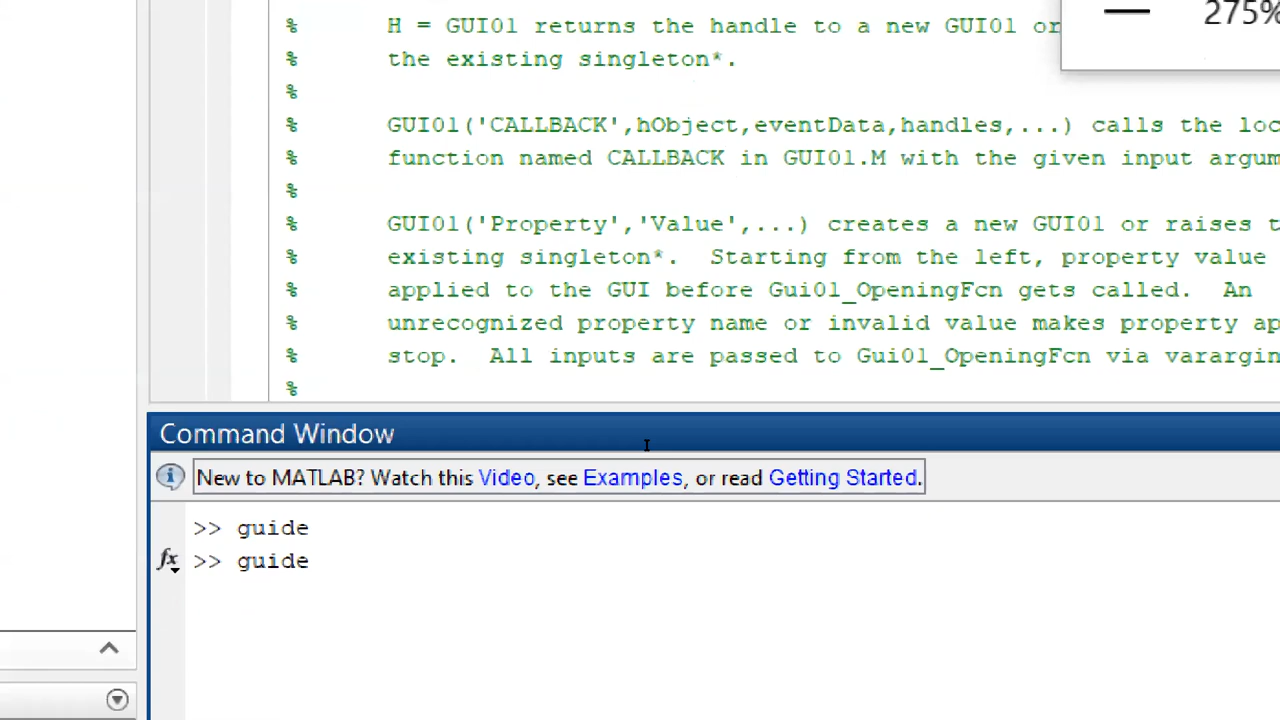 % H = GUI01 returns the handle to a new GUI01 or
275%
% the existing singleton*.
%
% GUI01('CALLBACK',hObject,eventData,handles,...) calls the loc
% function named CALLBACK in GUI01.M with the given input argum
%
% GUI01('Property','Value',...) creates a new GUI01 or raises t
% existing singleton*.  Starting from the left, property value
% applied to the GUI before Gui01_OpeningFcn gets called.  An
% unrecognized property name or invalid value makes property ap
% stop.  All inputs are passed to Gui01_OpeningFcn via varargin
%
Command Window
New to MATLAB? Watch this Video, see Examples, or read Getting Started.
>> guide
fx >> guide